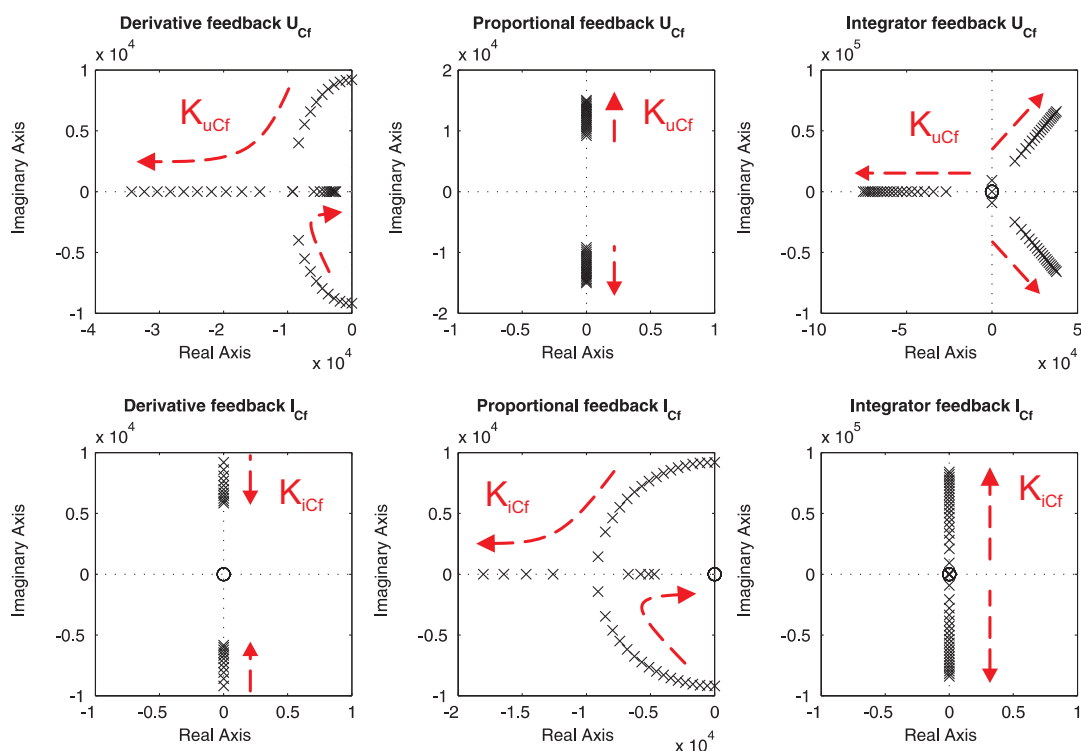 Derivative feedback U_Cf
x 10^4
1
0.5
0
-0.5
-1
Imaginary Axis
K_uCf
-4
-3
-2
-1
0
Real Axis
x 10^4
Proportional feedback U_Cf
x 10^4
2
1
0
-1
-2
Imaginary Axis
K_uCf
-1
-0.5
0
0.5
1
Real Axis
Integrator feedback U_Cf
x 10^5
1
0.5
0
-0.5
-1
Imaginary Axis
K_uCf
-10
-5
0
5
Real Axis
x 10^4
Derivative feedback I_Cf
x 10^4
1
0.5
0
-0.5
-1
Imaginary Axis
K_iCf
-1
-0.5
0
0.5
1
Real Axis
Proportional feedback I_Cf
x 10^4
1
0.5
0
-0.5
-1
Imaginary Axis
K_iCf
-2
-1.5
-1
-0.5
0
Real Axis
x 10^4
Integrator feedback I_Cf
x 10^5
1
0.5
0
-0.5
-1
Imaginary Axis
K_iCf
-1
-0.5
0
0.5
1
Real Axis